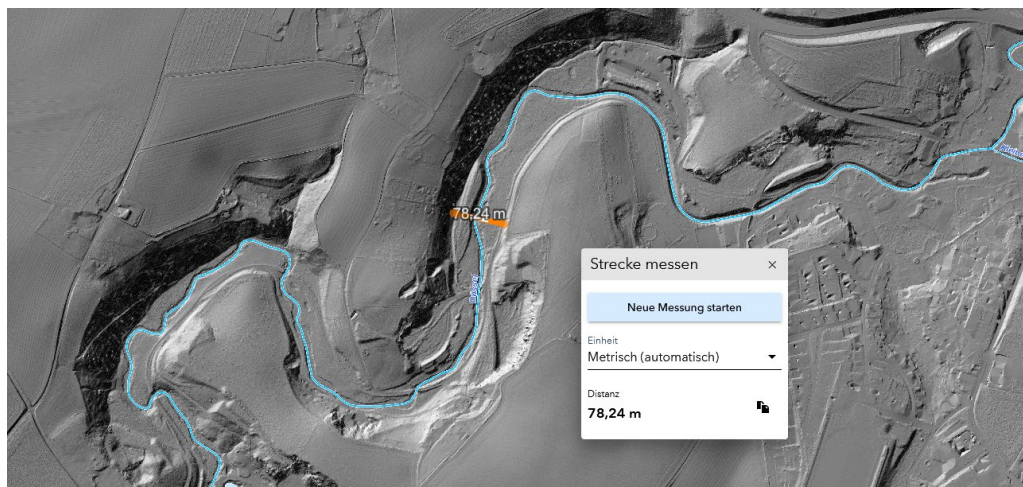 78,24 m
Strecke messen
Neue Messung starten
Einheit
Metrisch (automatisch)
Distanz
78,24 m